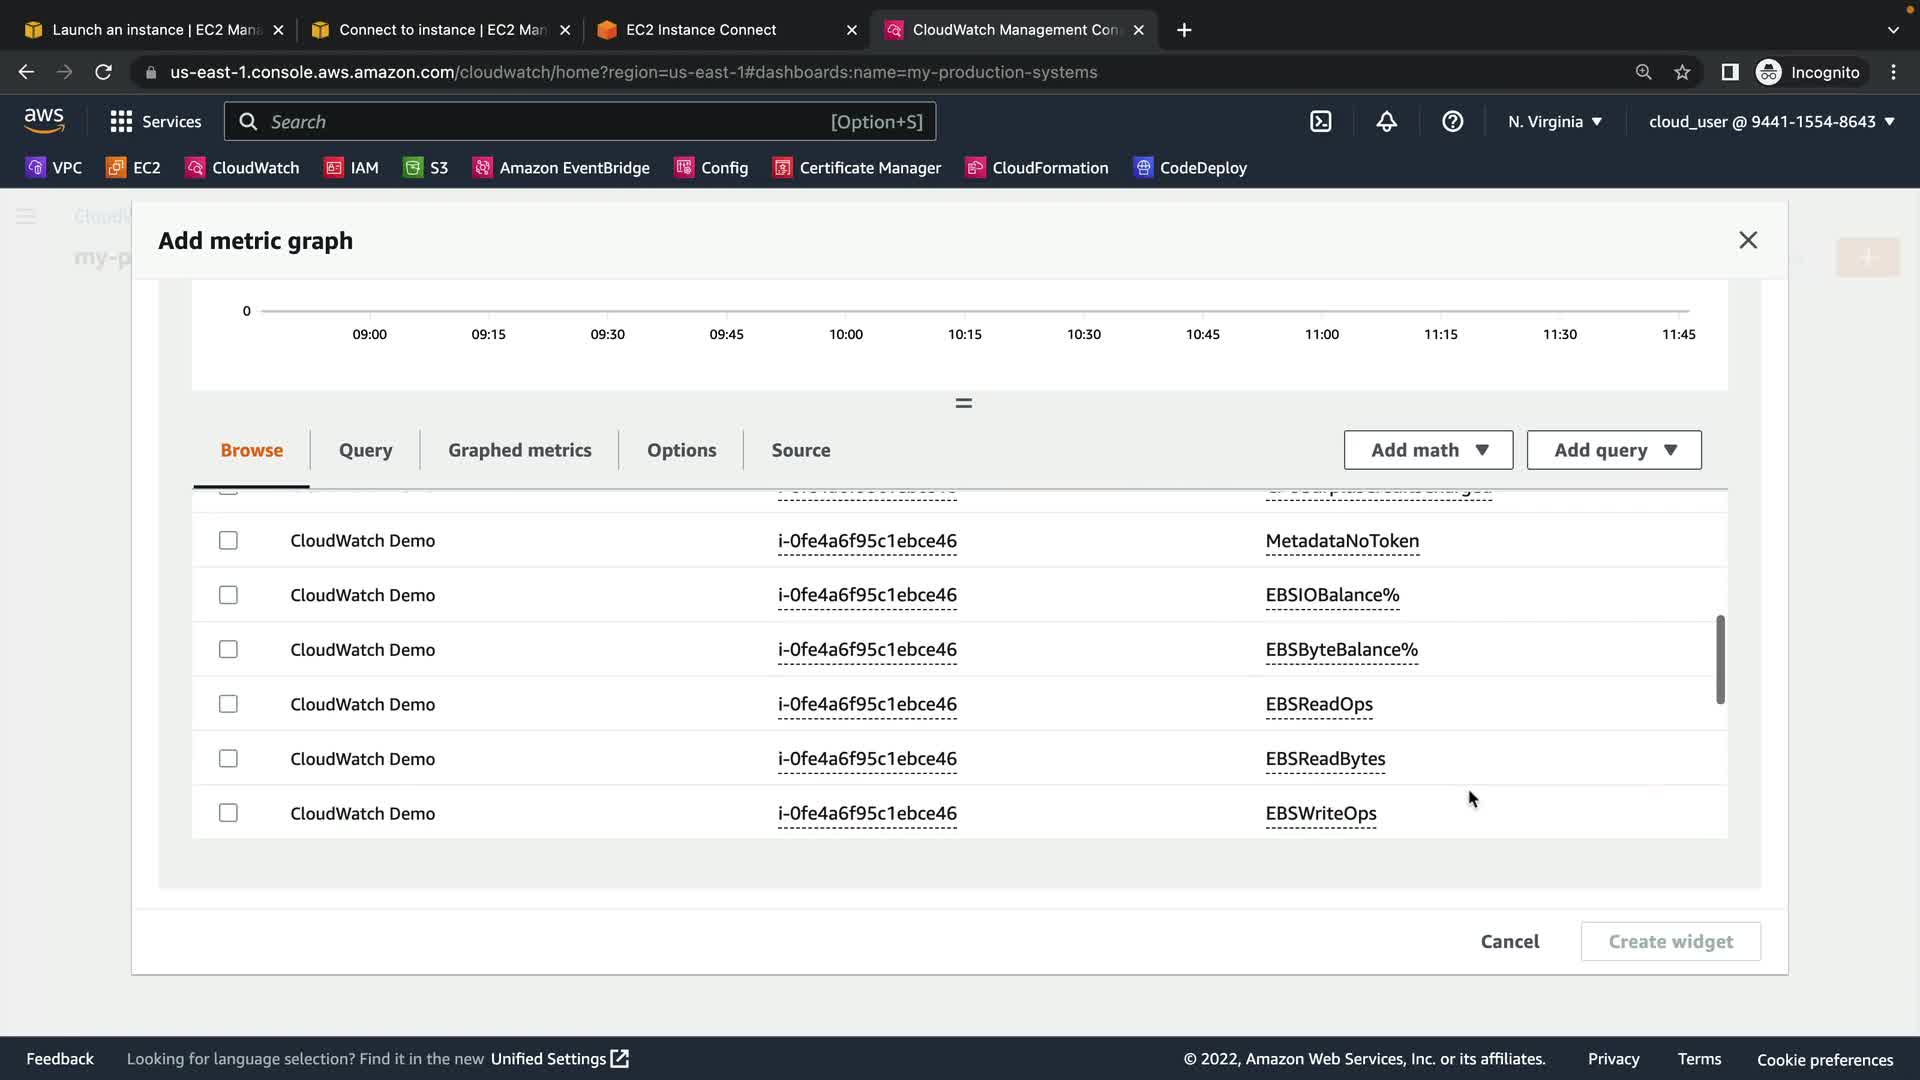 Launch an instance | EC2 Man
Connect to instance | EC2 Man
EC2 Instance Connect
CloudWatch Management Con
us-east-1.console.aws.amazon.com/cloudwatch/home?region=us-east-1#dashboards:name=my-production-systems
Incognito
aws
Services
Search
[Option+S]
N. Virginia
cloud_user @ 9441-1554-8643
VPC
EC2
CloudWatch
IAM
S3
Amazon EventBridge
Config
Certificate Manager
CloudFormation
CodeDeploy
CloudW
my-p
Add metric graph
0
09:00 09:15 09:30 09:45 10:00 10:15 10:30 10:45 11:00 11:15 11:30 11:45
Browse
Query
Graphed metrics
Options
Source
Add math
Add query
CloudWatch Demo i-0fe4a6f95c1ebce46 MetadataNoToken
CloudWatch Demo i-0fe4a6f95c1ebce46 EBSIOBalance%
CloudWatch Demo i-0fe4a6f95c1ebce46 EBSByteBalance%
CloudWatch Demo i-0fe4a6f95c1ebce46 EBSReadOps
CloudWatch Demo i-0fe4a6f95c1ebce46 EBSReadBytes
CloudWatch Demo i-0fe4a6f95c1ebce46 EBSWriteOps
Cancel
Create widget
Feedback
Looking for language selection? Find it in the new Unified Settings
© 2022, Amazon Web Services, Inc. or its affiliates.
Privacy
Terms
Cookie preferences